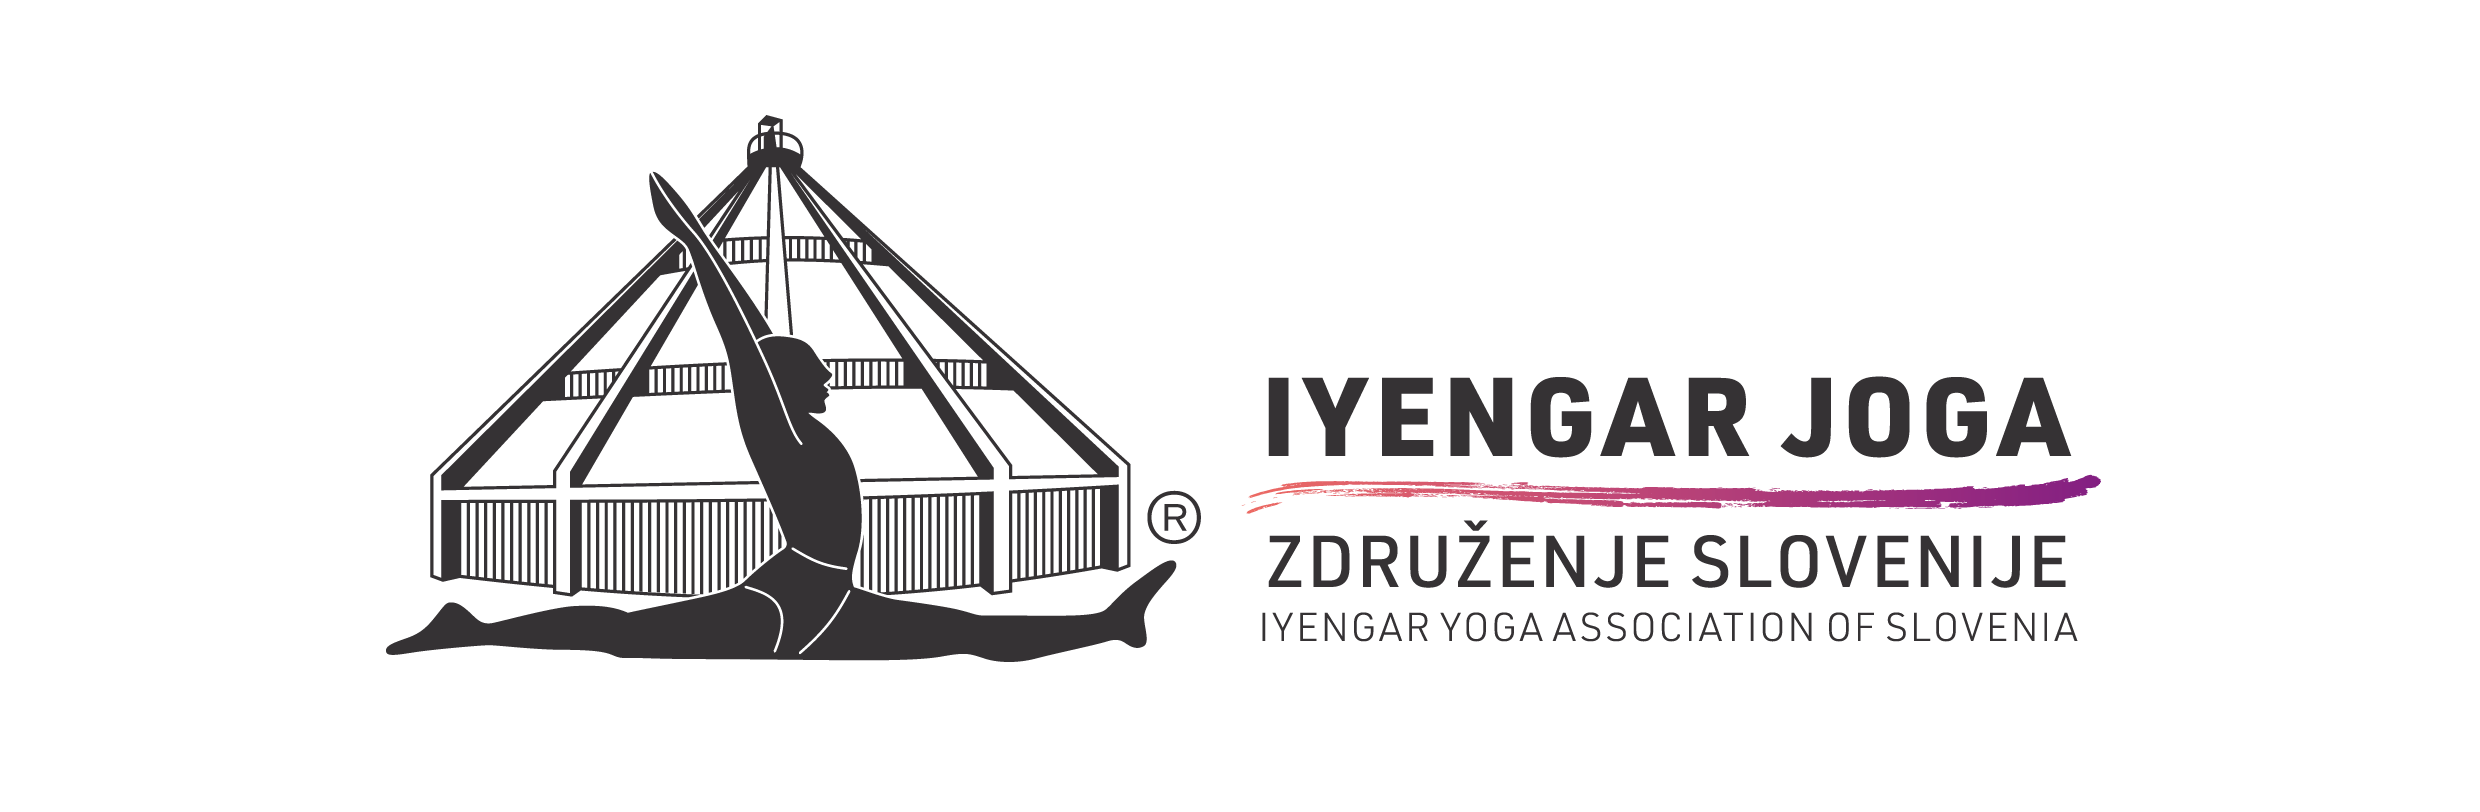 ®
IYENGAR JOGA
ZDRUŽENJE SLOVENIJE
IYENGAR YOGA ASSOCIATION OF SLOVENIA